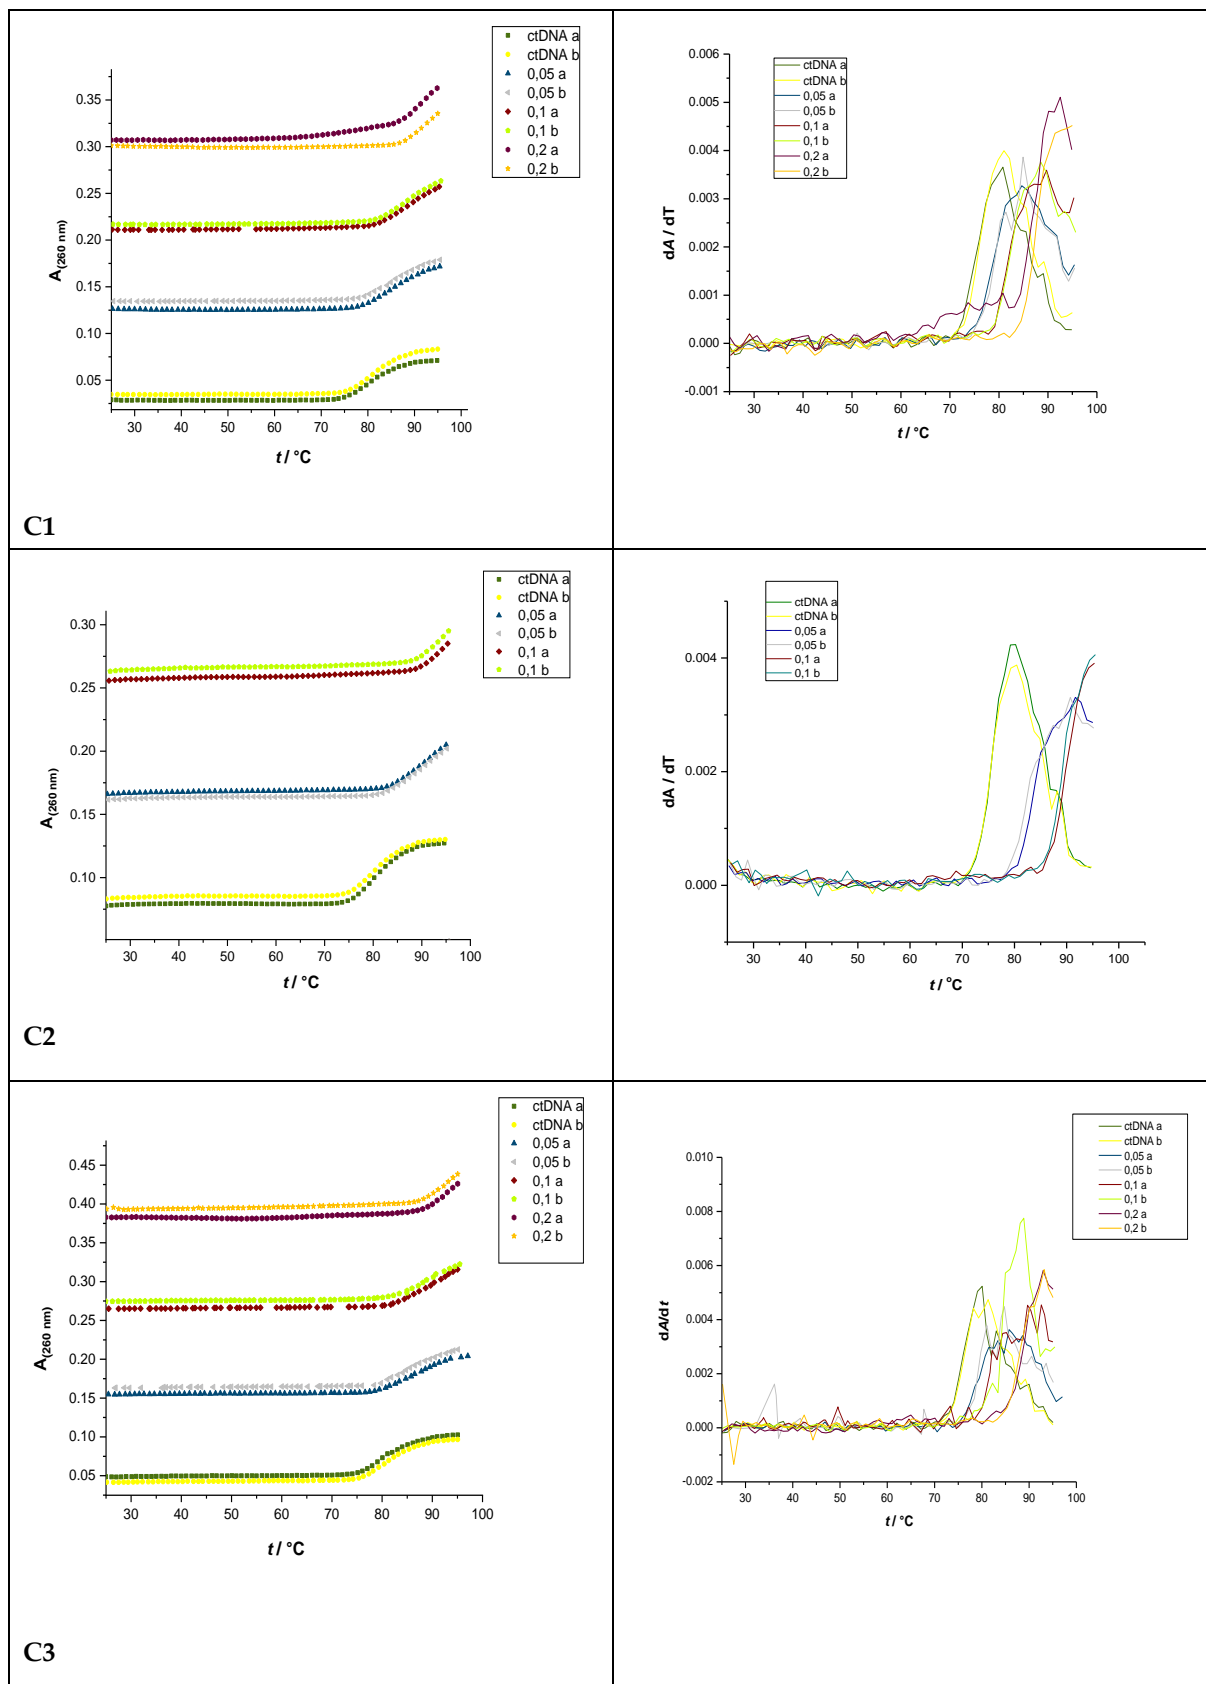 ctDNA a
ctDNA b
0,05 a
0,05 b
0,1 a
0,1 b
0,2 a
0,2 b
0.35
0.30
0.25
0.20
0.15
0.10
0.05
A(260 nm)
30 40 50 60 70 80 90 100
t / °C
C1
0.006
0.005
0.004
0.003
0.002
0.001
0.000
-0.001
dA / dT
ctDNA a
ctDNA b
0,05 a
0,05 b
0,1 a
0,1 b
0,2 a
0,2 b
30 40 50 60 70 80 90 100
t / °C
ctDNA a
ctDNA b
0,05 a
0,05 b
0,1 a
0,1 b
0.30
0.25
0.20
0.15
0.10
A(260 nm)
30 40 50 60 70 80 90 100
t / °C
C2
ctDNA a
ctDNA b
0,05 a
0,05 b
0,1 a
0,1 b
0.004
0.002
0.000
dA / dT
30 40 50 60 70 80 90 100
t / °C
ctDNA a
ctDNA b
0,05 a
0,05 b
0,1 a
0,1 b
0,2 a
0,2 b
0.45
0.40
0.35
0.30
0.25
0.20
0.15
0.10
0.05
A(260 nm)
30 40 50 60 70 80 90 100
t / °C
C3
ctDNA a
ctDNA b
0,05 a
0,05 b
0,1 a
0,1 b
0,2 a
0,2 b
0.010
0.008
0.006
0.004
0.002
0.000
-0.002
dA/dt
30 40 50 60 70 80 90 100
t / °C